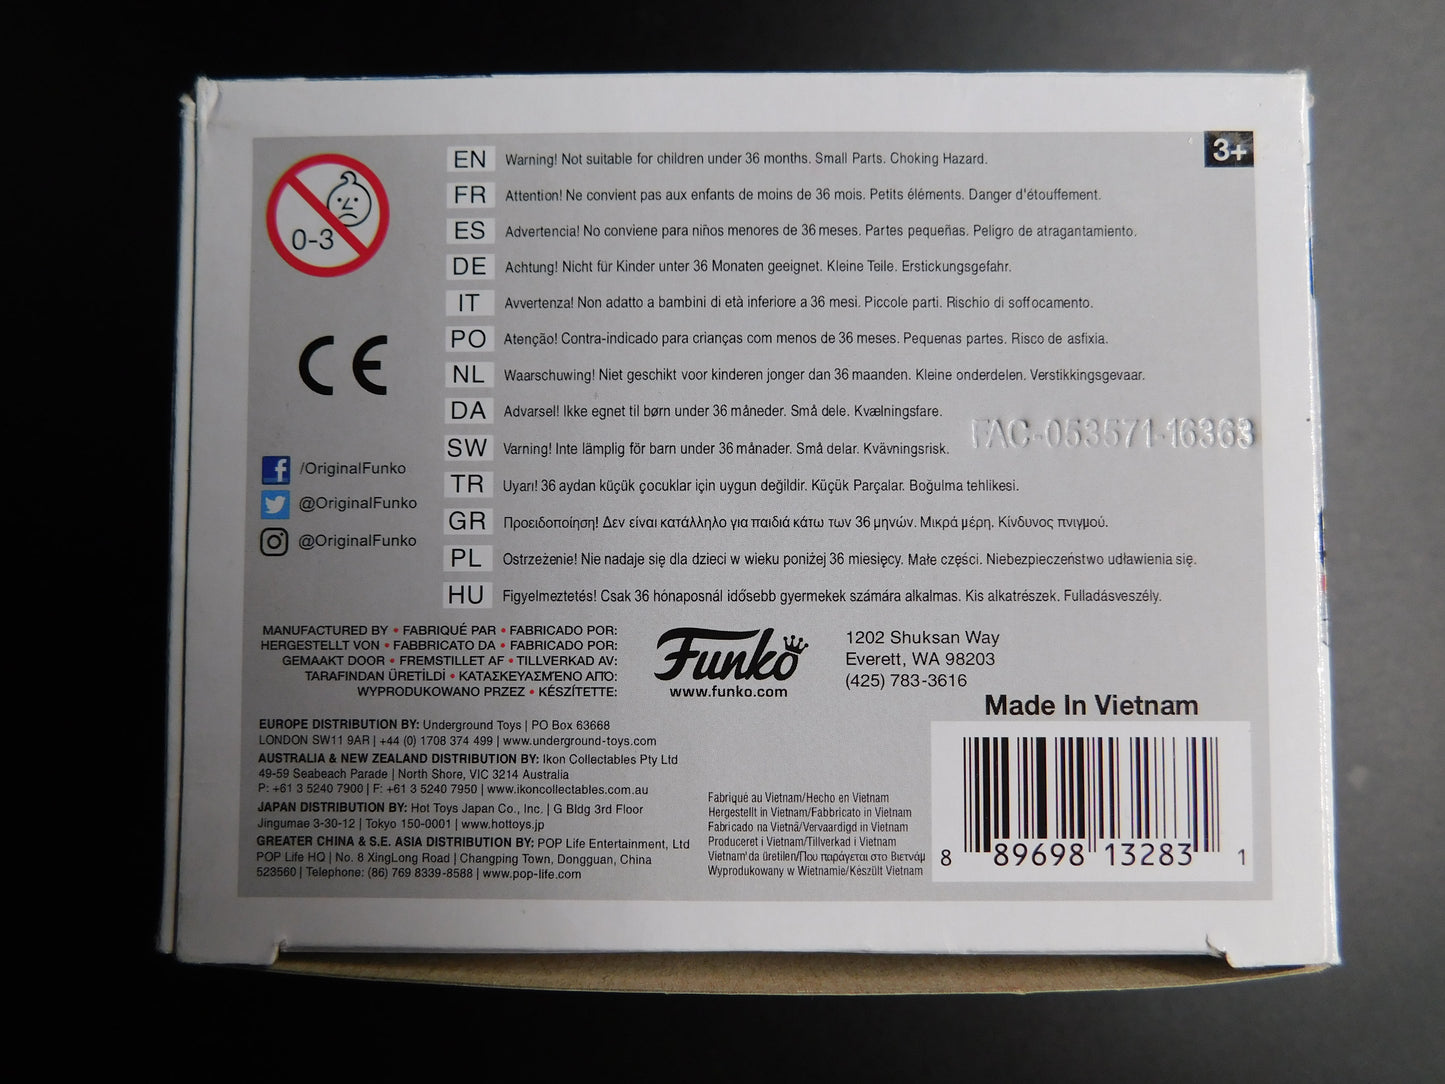 0-3
3+
EN Warning! Not suitable for children under 36 months. Small Parts. Choking Hazard.
FR Attention! Ne convient pas aux enfants de moins de 36 mois. Petits éléments. Danger d'étouffement.
ES Advertencia! No conviene para niños menores de 36 meses. Partes pequeñas. Peligro de atragantamiento.
DE Achtung! Nicht für Kinder unter 36 Monaten geeignet. Kleine Teile. Erstickungsgefahr.
IT Avvertenza! Non adatto a bambini di età inferiore a 36 mesi. Piccole parti. Rischio di soffocamento.
PO Atenção! Contra-indicado para crianças com menos de 36 meses. Pequenas partes. Risco de asfixia.
NL Waarschuwing! Niet geschikt voor kinderen jonger dan 36 maanden. Kleine onderdelen. Verstikkingsgevaar.
DA Advarsel! Ikke egnet til børn under 36 måneder. Små dele. Kvælningsfare.
SW Varning! Inte lämplig för barn under 36 månader. Små delar. Kvävningsrisk.
TR Uyarı! 36 aydan küçük çocuklar için uygun değildir. Küçük Parçalar. Boğulma tehlikesi.
GR Προειδοποίηση! Δεν είναι κατάλληλο για παιδιά κάτω των 36 μηνών. Μικρά μέρη. Κίνδυνος πνιγμού.
PL Ostrzeżenie! Nie nadaje się dla dzieci w wieku poniżej 36 miesięcy. Małe części. Niebezpieczeństwo udławienia się.
HU Figyelmeztetés! Csak 36 hónaposnál idősebb gyermekek számára alkalmas. Kis alkatrészek. Fulladásveszély.
FAC-053571-16363
CE
/OriginalFunko
@OriginalFunko
@OriginalFunko
MANUFACTURED BY • FABRIQUÉ PAR • FABRICADO POR:
HERGESTELLT VON • FABBRICATO DA • FABRICADO POR:
GEMAAKT DOOR • FREMSTILLET AF • TILLVERKAD AV:
TARAFINDAN ÜRETİLDİ • ΚΑΤΑΣΚΕΥΑΣΜΈΝΟ ΑΠΌ:
WYPRODUKOWANO PRZEZ • KÉSZÍTETTE:
Funko
www.funko.com
1202 Shuksan Way
Everett, WA 98203
(425) 783-3616
Made In Vietnam
EUROPE DISTRIBUTION BY: Underground Toys | PO Box 63668
LONDON SW11 9AR | +44 (0) 1708 374 499 | www.underground-toys.com
AUSTRALIA & NEW ZEALAND DISTRIBUTION BY: Ikon Collectables Pty Ltd
49-59 Seabeach Parade | North Shore, VIC 3214 Australia
P: +61 3 5240 7900 | F: +61 3 5240 7950 | www.ikoncollectables.com.au
JAPAN DISTRIBUTION BY: Hot Toys Japan Co., Inc. | G Bldg 3rd Floor
Jingumae 3-30-12 | Tokyo 150-0001 | www.hottoys.jp
GREATER CHINA & S.E. ASIA DISTRIBUTION BY: POP Life Entertainment, Ltd
POP Life HQ | No. 8 XingLong Road | Changping Town, Dongguan, China
523560 | Telephone: (86) 769 8339-8588 | www.pop-life.com
Fabriqué au Vietnam/Hecho en Vietnam
Hergestellt in Vietnam/Fabbricato in Vietnam
Fabricado na Vietnã/Vervaardigd in Vietnam
Produceret i Vietnam/Tillverkad i Vietnam
Vietnam'da üretilen/Που παράγεται στο Βιετνάμ
Wyprodukowany w Wietnamie/Készült Vietnam
8 89698 13283 1